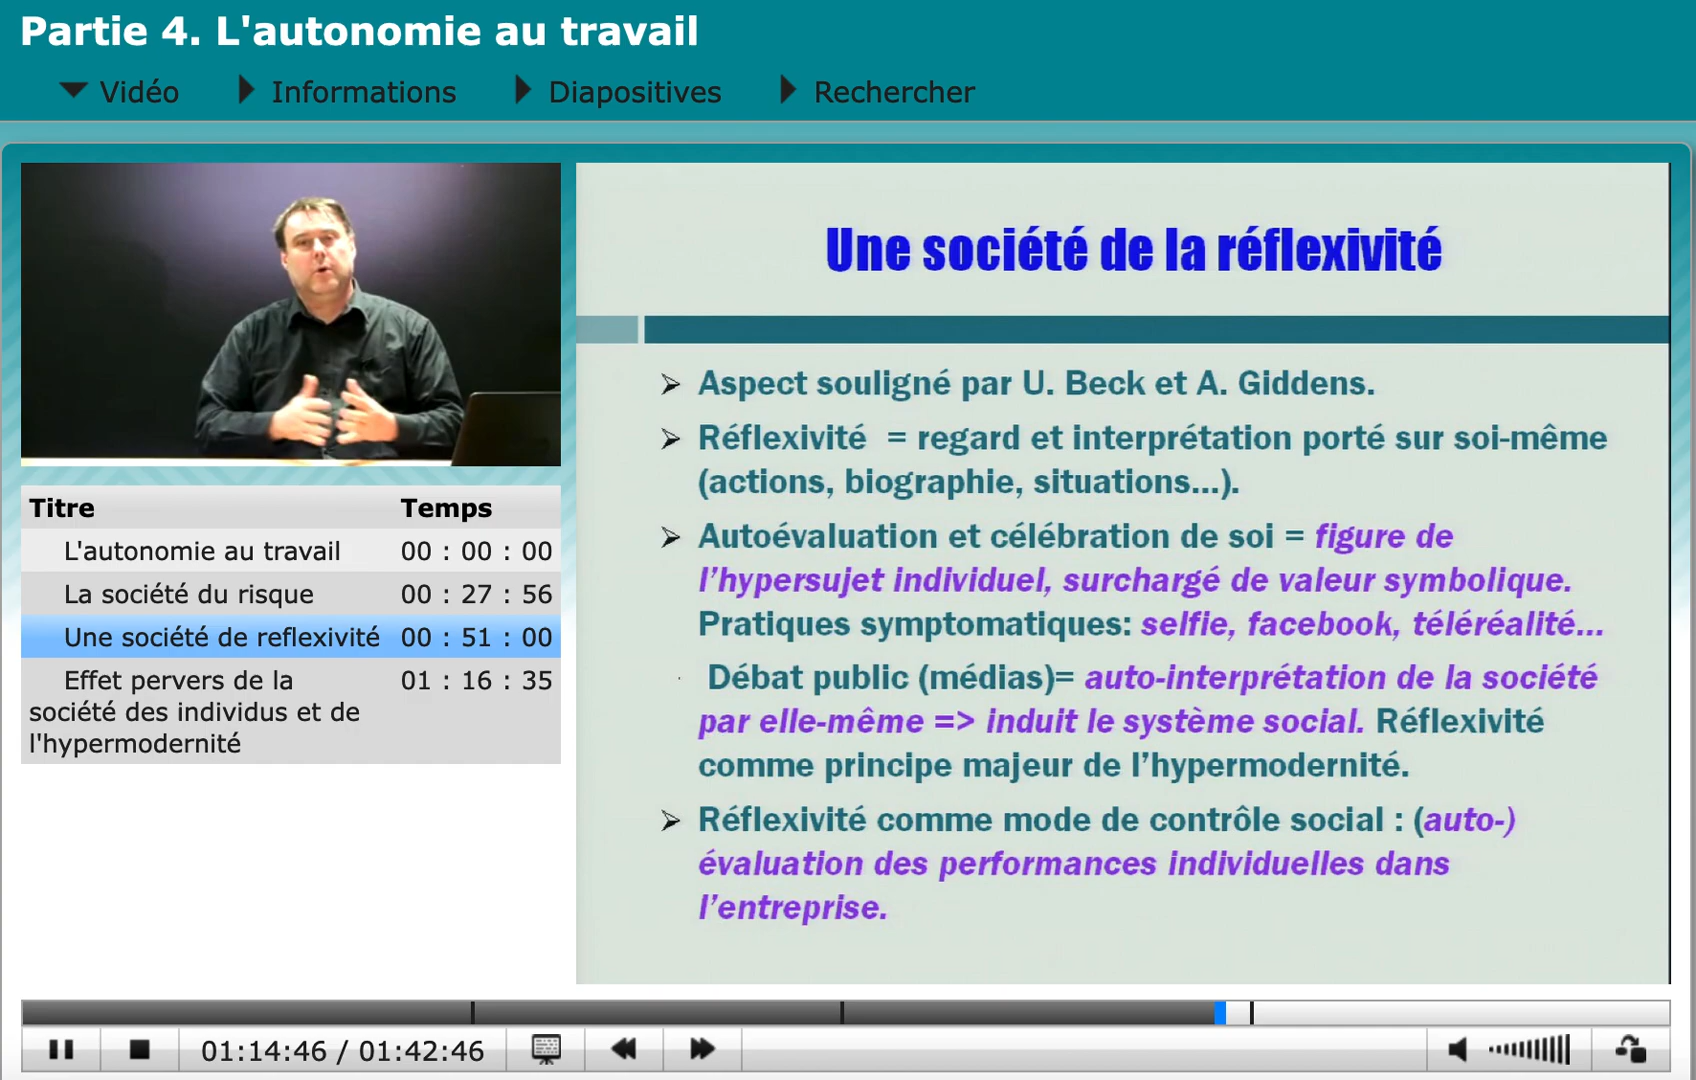 Partie 4. L'autonomie au travail
Vidéo Informations Diapositives Rechercher
Une société de la réflexivité
Aspect souligné par U. Beck et A. Giddens.
Réflexivité = regard et interprétation porté sur soi-même
(actions, biographie, situations...).
Autoévaluation et célébration de soi = figure de
l’hypersujet individuel, surchargé de valeur symbolique.
Pratiques symptomatiques: selfie, facebook, téléréalité...
Débat public (médias)= auto-interprétation de la société
par elle-même => induit le système social. Réflexivité
comme principe majeur de l’hypermodernité.
Réflexivité comme mode de contrôle social : (auto-)
évaluation des performances individuelles dans
l’entreprise.
Titre Temps
L'autonomie au travail 00 : 00 : 00
La société du risque 00 : 27 : 56
Une société de reflexivité 00 : 51 : 00
Effet pervers de la 01 : 16 : 35
société des individus et de
l'hypermodernité
01:14:46 / 01:42:46